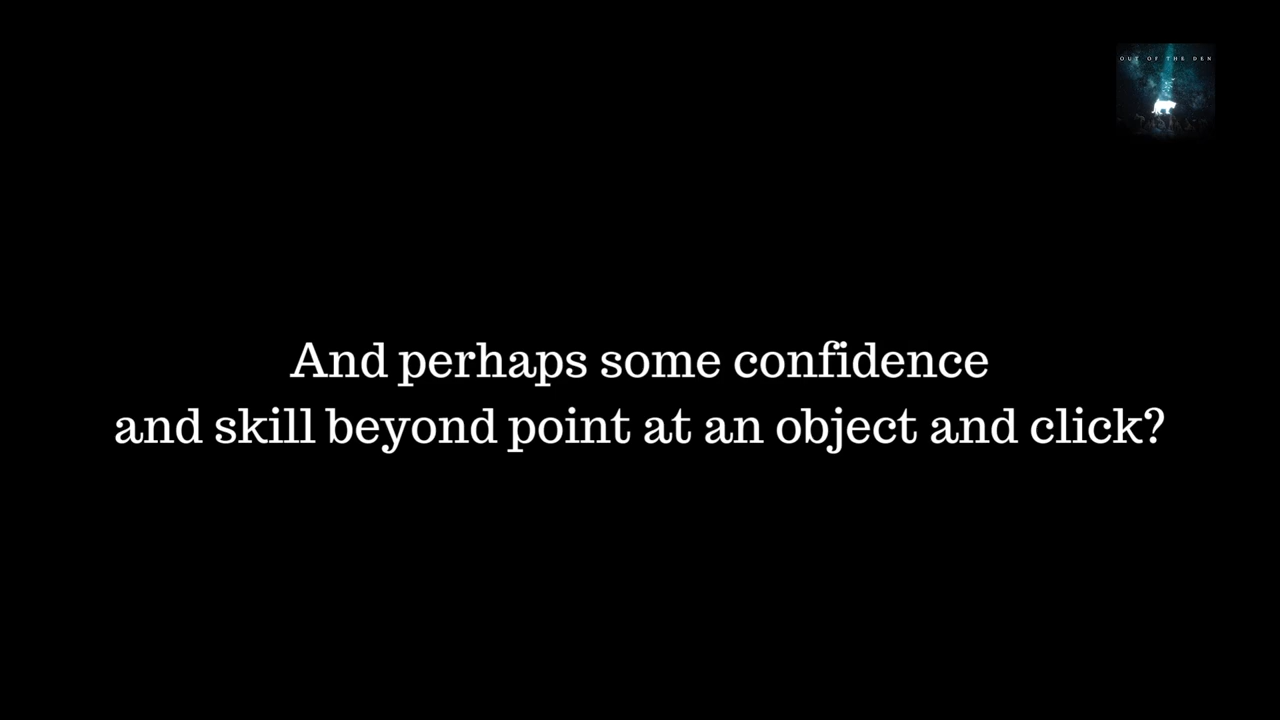 OUT OF THE DEN
And perhaps some confidence
and skill beyond point at an object and click?